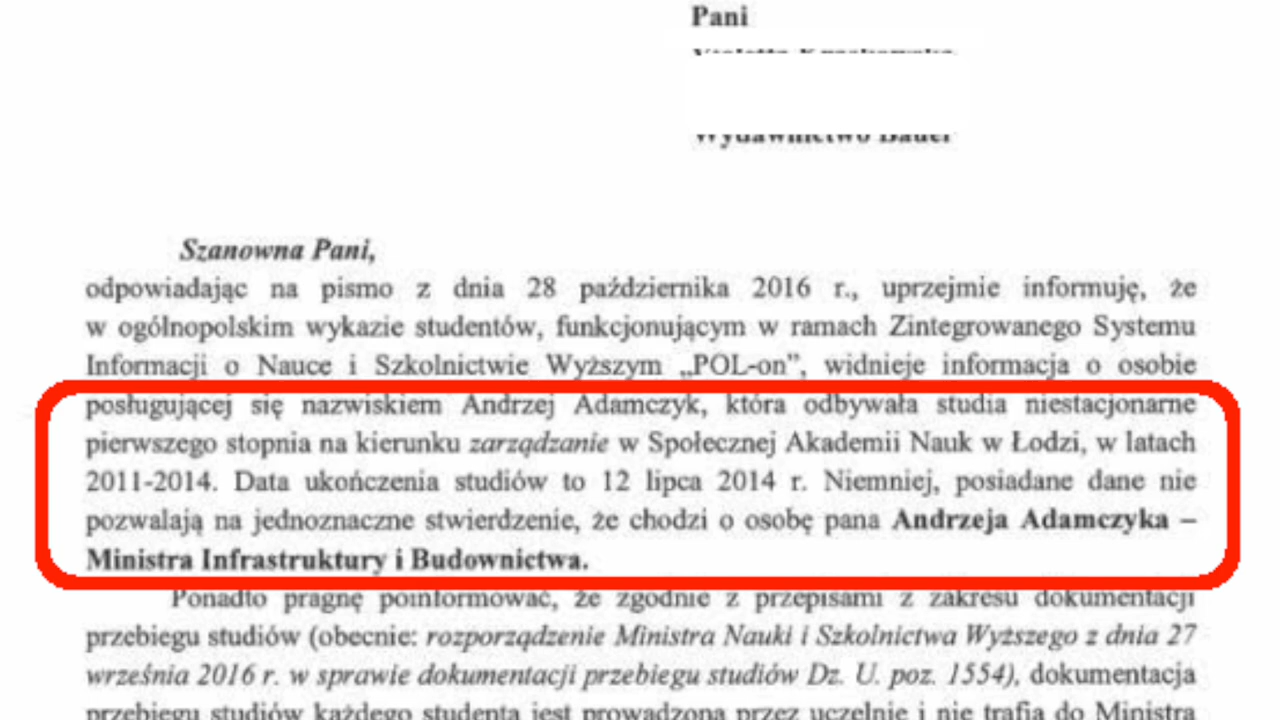 Pani
Wydawnictwo Bauer
Szanowna Pani,
odpowiadając na pismo z dnia 28 października 2016 r., uprzejmie informuję, że
w ogólnopolskim wykazie studentów, funkcjonującym w ramach Zintegrowanego Systemu
Informacji o Nauce i Szkolnictwie Wyższym „POL-on”, widnieje informacja o osobie
posługującej się nazwiskiem Andrzej Adamczyk, która odbywała studia niestacjonarne
pierwszego stopnia na kierunku zarządzanie w Społecznej Akademii Nauk w Łodzi, w latach
2011-2014. Data ukończenia studiów to 12 lipca 2014 r. Niemniej, posiadane dane nie
pozwalają na jednoznaczne stwierdzenie, że chodzi o osobę pana Andrzeja Adamczyka –
Ministra Infrastruktury i Budownictwa.
Ponadto pragnę poinformować, że zgodnie z przepisami z zakresu dokumentacji
przebiegu studiów (obecnie: rozporządzenie Ministra Nauki i Szkolnictwa Wyższego z dnia 27
września 2016 r. w sprawie dokumentacji przebiegu studiów Dz. U. poz. 1554), dokumentacja
przebiegu studiów każdego studenta jest prowadzona przez uczelnie i nie trafia do Ministra